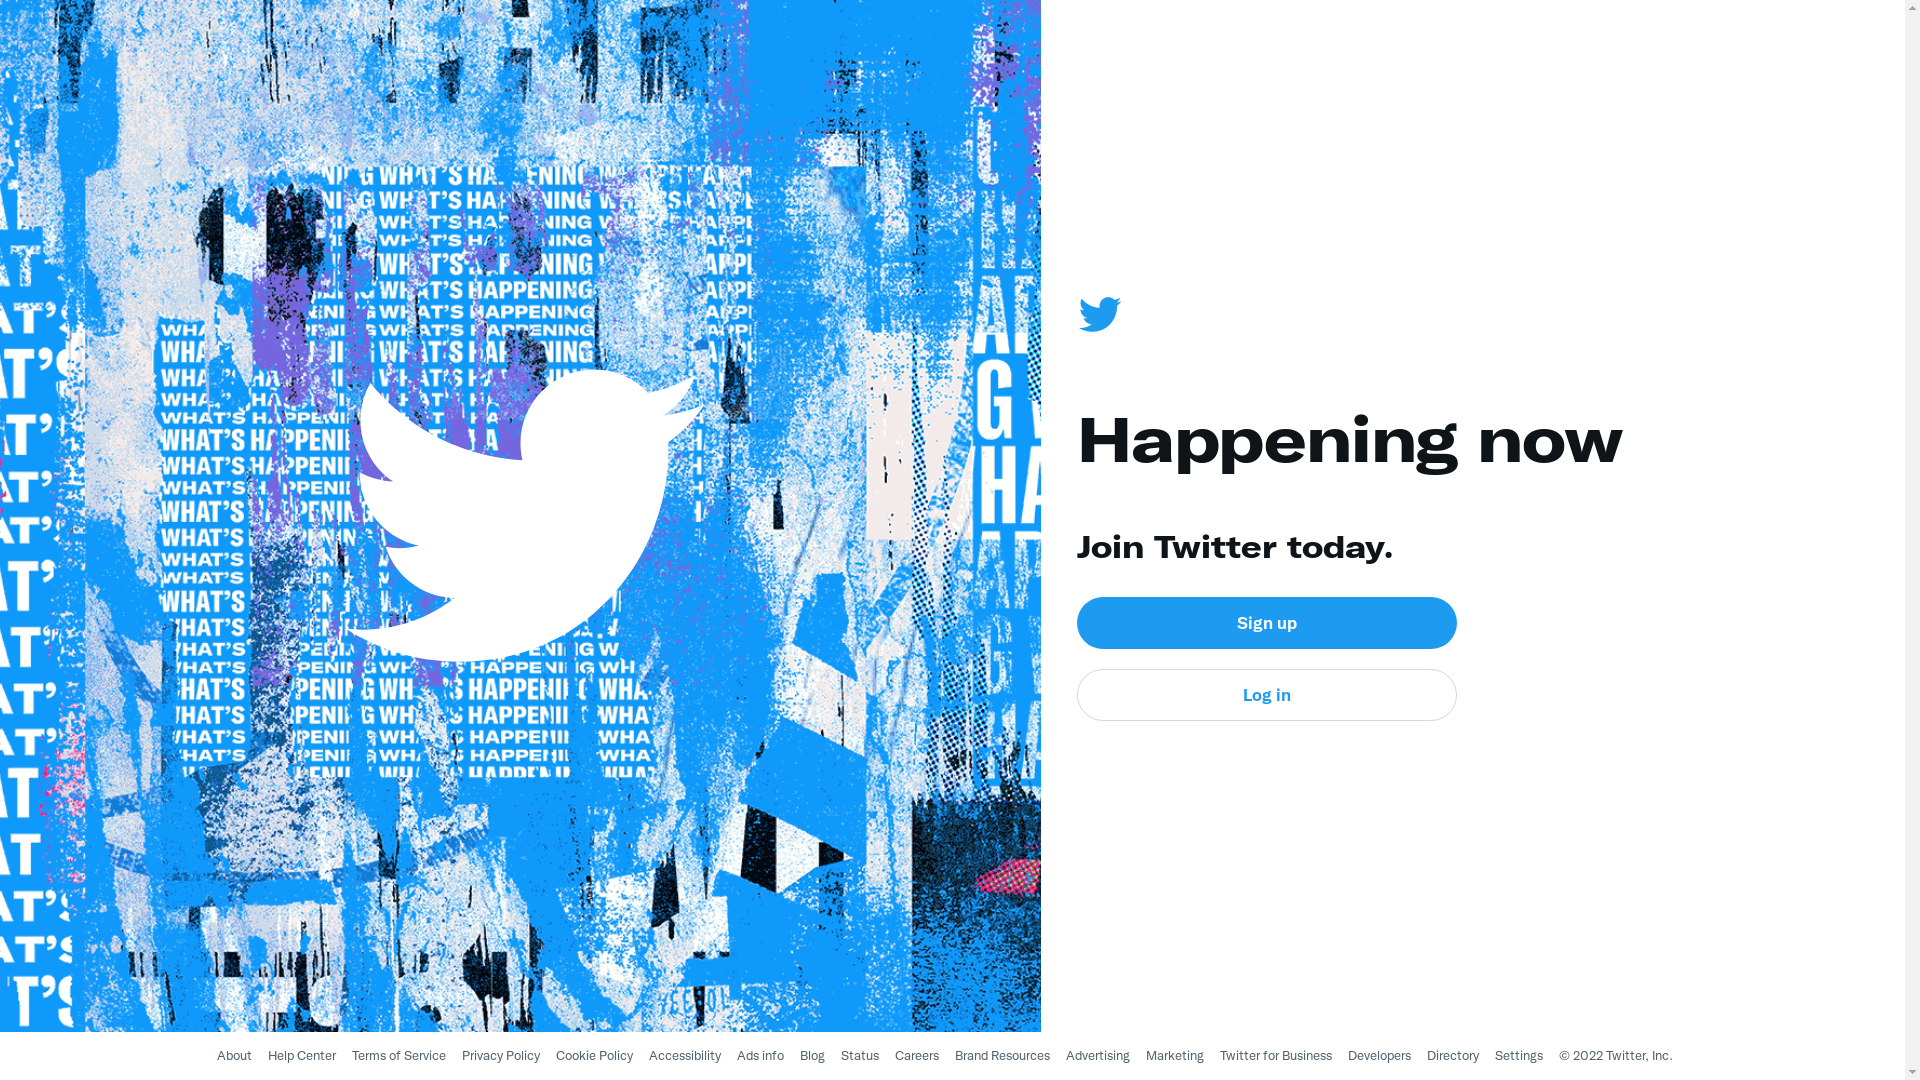 Happening now
Join Twitter today.
Sign up
Log in
WHAT'S HAPPENING
About Help Center Terms of Service Privacy Policy Cookie Policy Accessibility Ads info Blog Status Careers Brand Resources Advertising Marketing Twitter for Business Developers Directory Settings © 2022 Twitter, Inc.